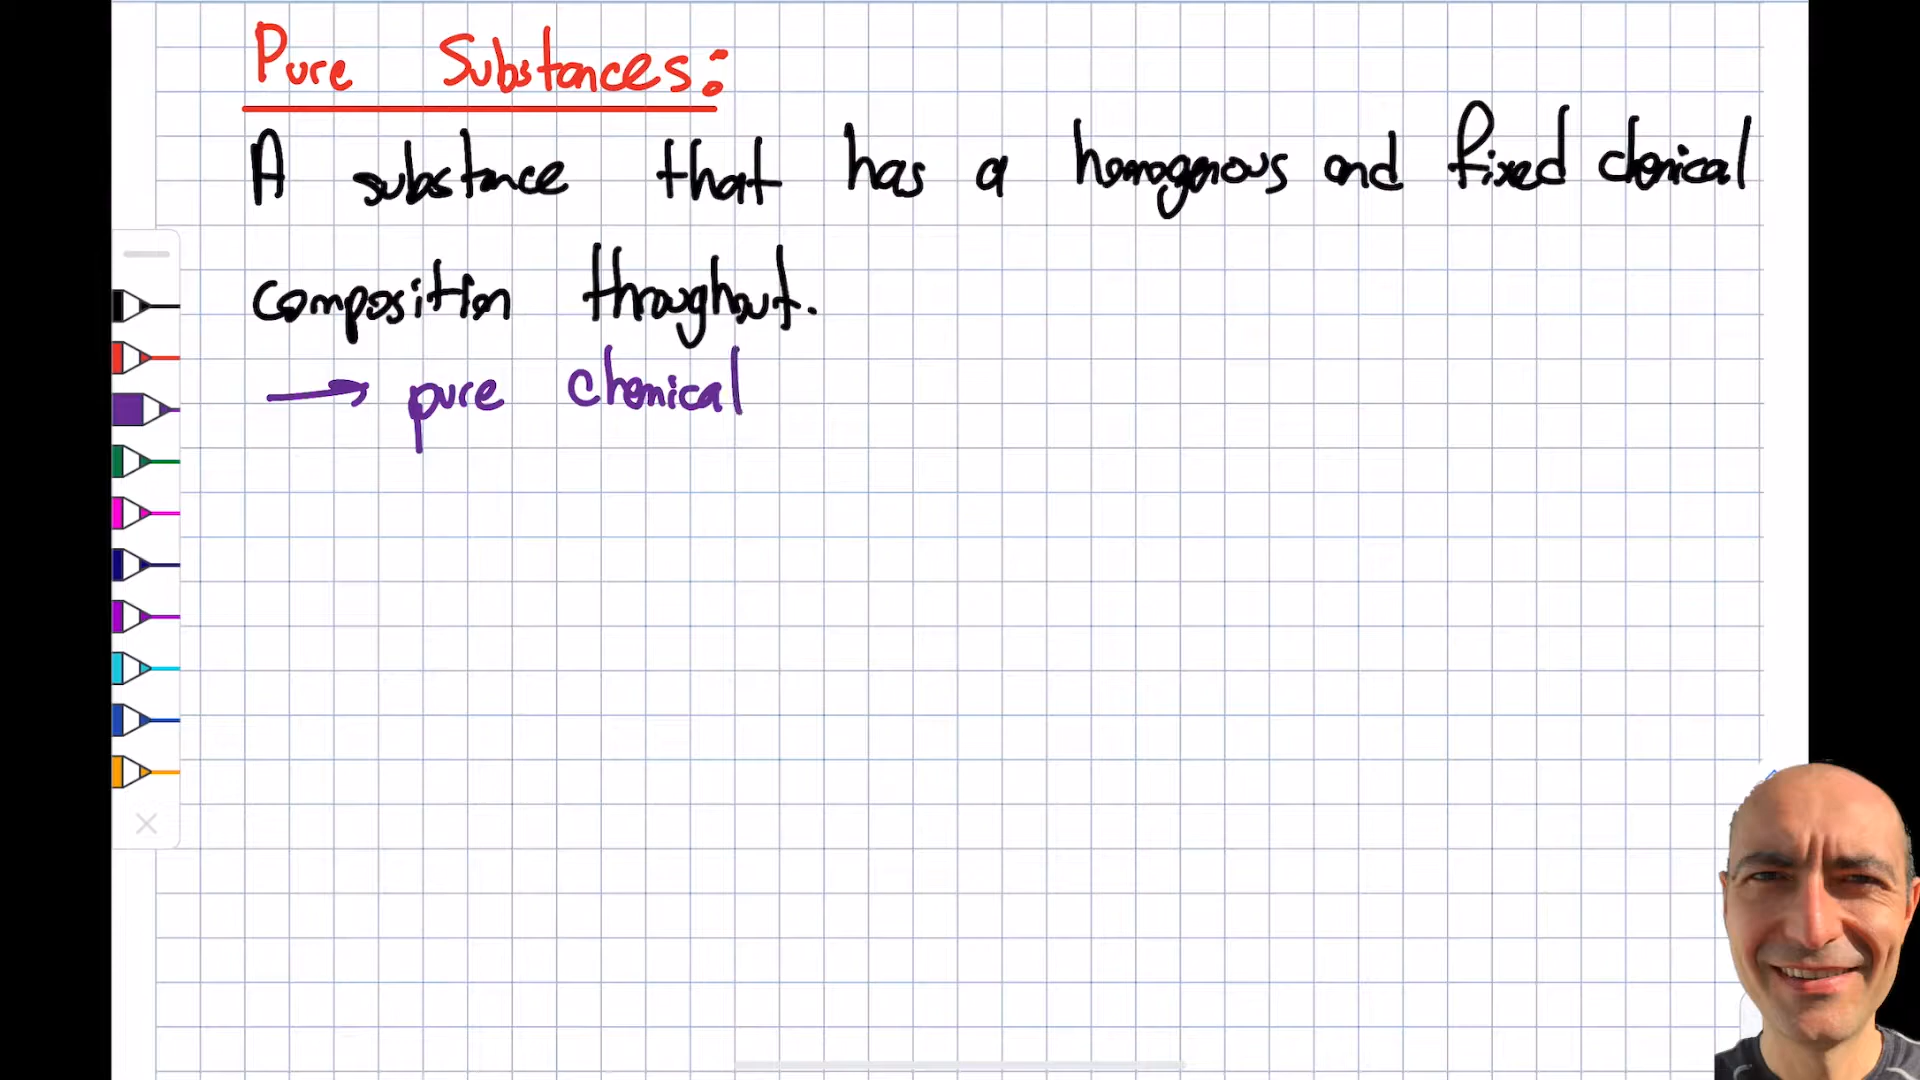 Pure Substances:
A substance that has a homogenous and fixed chemical
composition throughout.
→ pure chemical